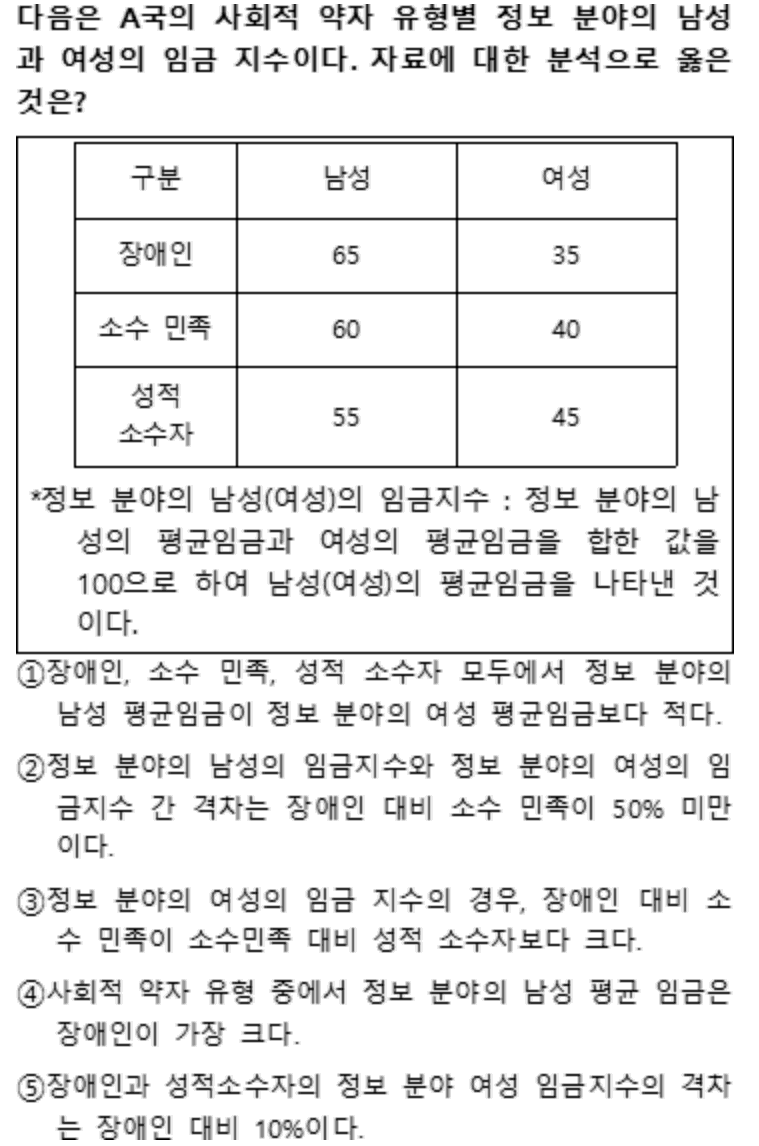 다음은 A국의 사회적 약자 유형별 정보 분야의 남성
과 여성의 임금 지수이다. 자료에 대한 분석으로 옳은
것은?
구분 남성 여성
장애인 65 35
소수 민족 60 40
성적
소수자 55 45
*정보 분야의 남성(여성)의 임금지수 : 정보 분야의 남
성의 평균임금과 여성의 평균임금을 합한 값을
100으로 하여 남성(여성)의 평균임금을 나타낸 것
이다.
①장애인, 소수 민족, 성적 소수자 모두에서 정보 분야의
남성 평균임금이 정보 분야의 여성 평균임금보다 적다.
②정보 분야의 남성의 임금지수와 정보 분야의 여성의 임
금지수 간 격차는 장애인 대비 소수 민족이 50% 미만
이다.
③정보 분야의 여성의 임금 지수의 경우, 장애인 대비 소
수 민족이 소수민족 대비 성적 소수자보다 크다.
④사회적 약자 유형 중에서 정보 분야의 남성 평균 임금은
장애인이 가장 크다.
⑤장애인과 성적소수자의 정보 분야 여성 임금지수의 격차
는 장애인 대비 10%이다.